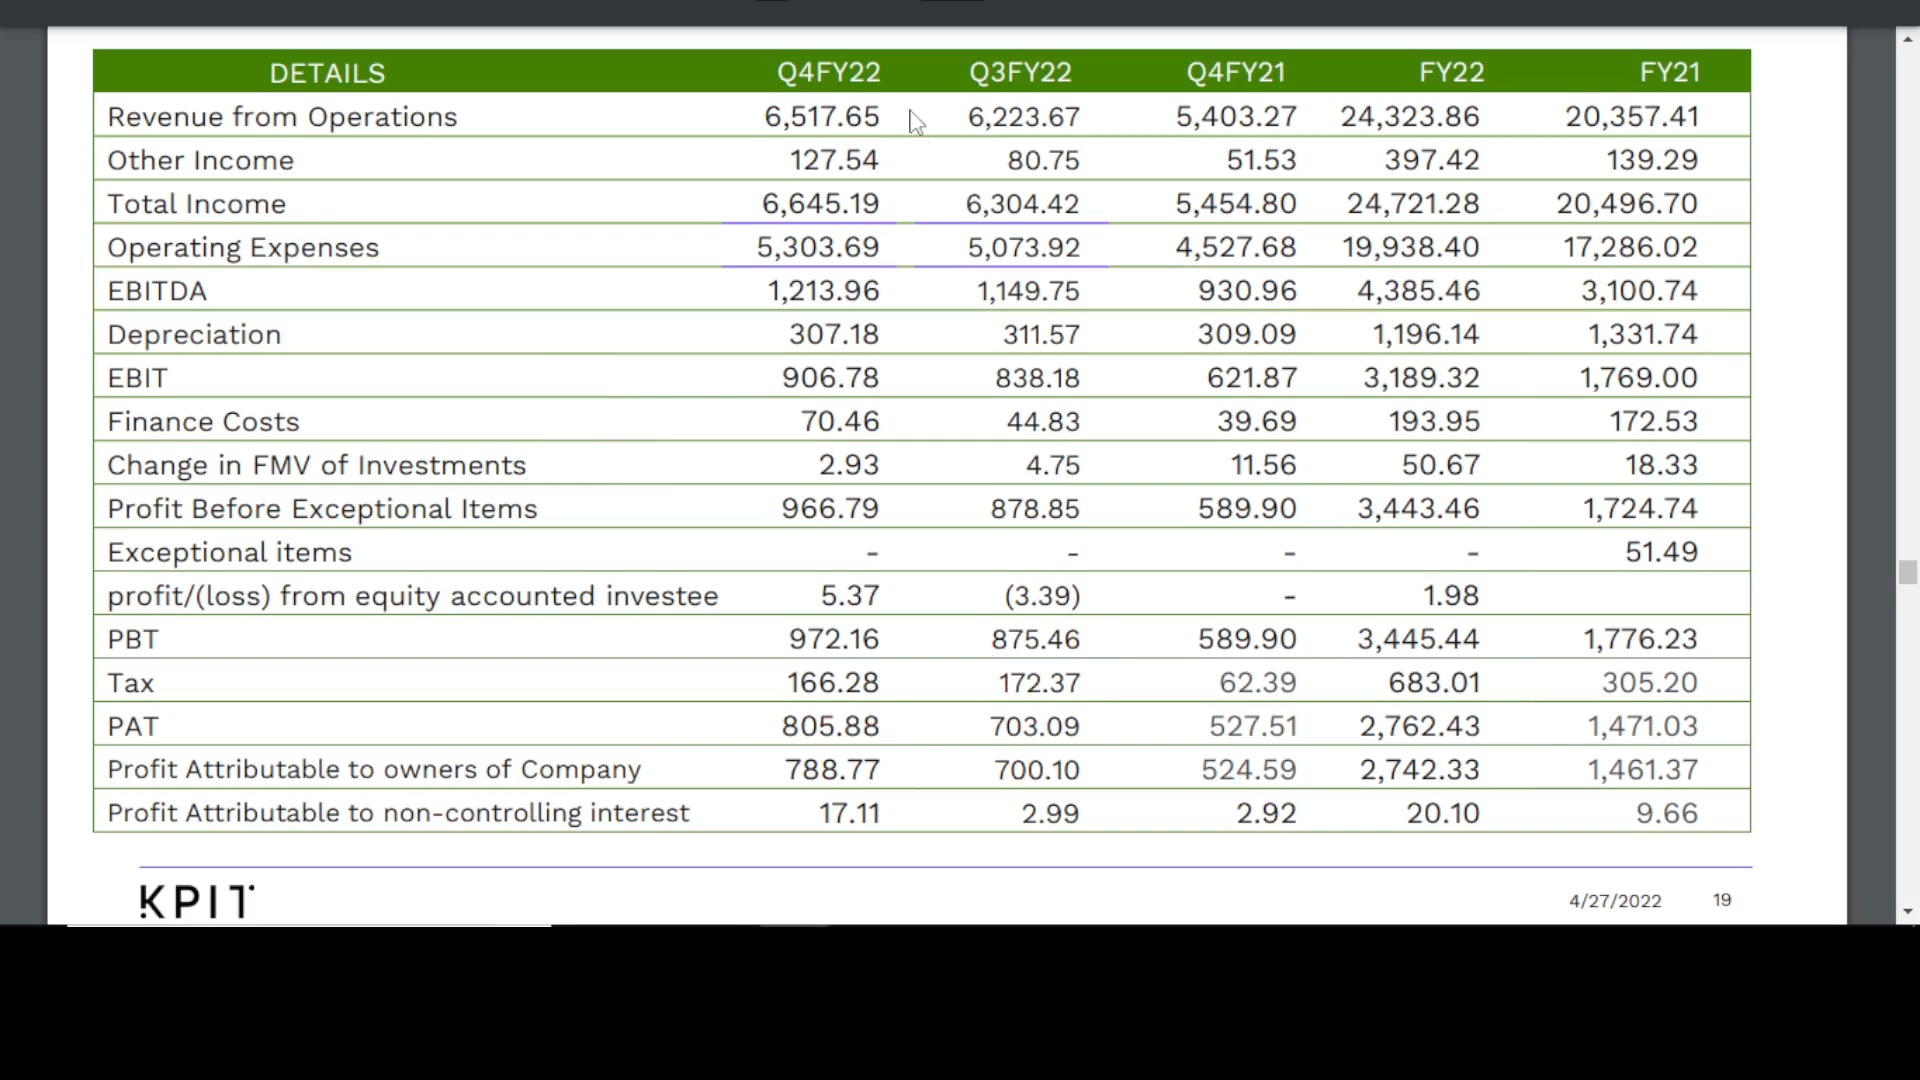 DETAILS Q4FY22 Q3FY22 Q4FY21 FY22 FY21
Revenue from Operations 6,517.65 6,223.67 5,403.27 24,323.86 20,357.41
Other Income 127.54 80.75 51.53 397.42 139.29
Total Income 6,645.19 6,304.42 5,454.80 24,721.28 20,496.70
Operating Expenses 5,303.69 5,073.92 4,527.68 19,938.40 17,286.02
EBITDA 1,213.96 1,149.75 930.96 4,385.46 3,100.74
Depreciation 307.18 311.57 309.09 1,196.14 1,331.74
EBIT 906.78 838.18 621.87 3,189.32 1,769.00
Finance Costs 70.46 44.83 39.69 193.95 172.53
Change in FMV of Investments 2.93 4.75 11.56 50.67 18.33
Profit Before Exceptional Items 966.79 878.85 589.90 3,443.46 1,724.74
Exceptional items - - - - 51.49
profit/(loss) from equity accounted investee 5.37 (3.39) - 1.98
PBT 972.16 875.46 589.90 3,445.44 1,776.23
Tax 166.28 172.37 62.39 683.01 305.20
PAT 805.88 703.09 527.51 2,762.43 1,471.03
Profit Attributable to owners of Company 788.77 700.10 524.59 2,742.33 1,461.37
Profit Attributable to non-controlling interest 17.11 2.99 2.92 20.10 9.66
KPIT 4/27/2022 19